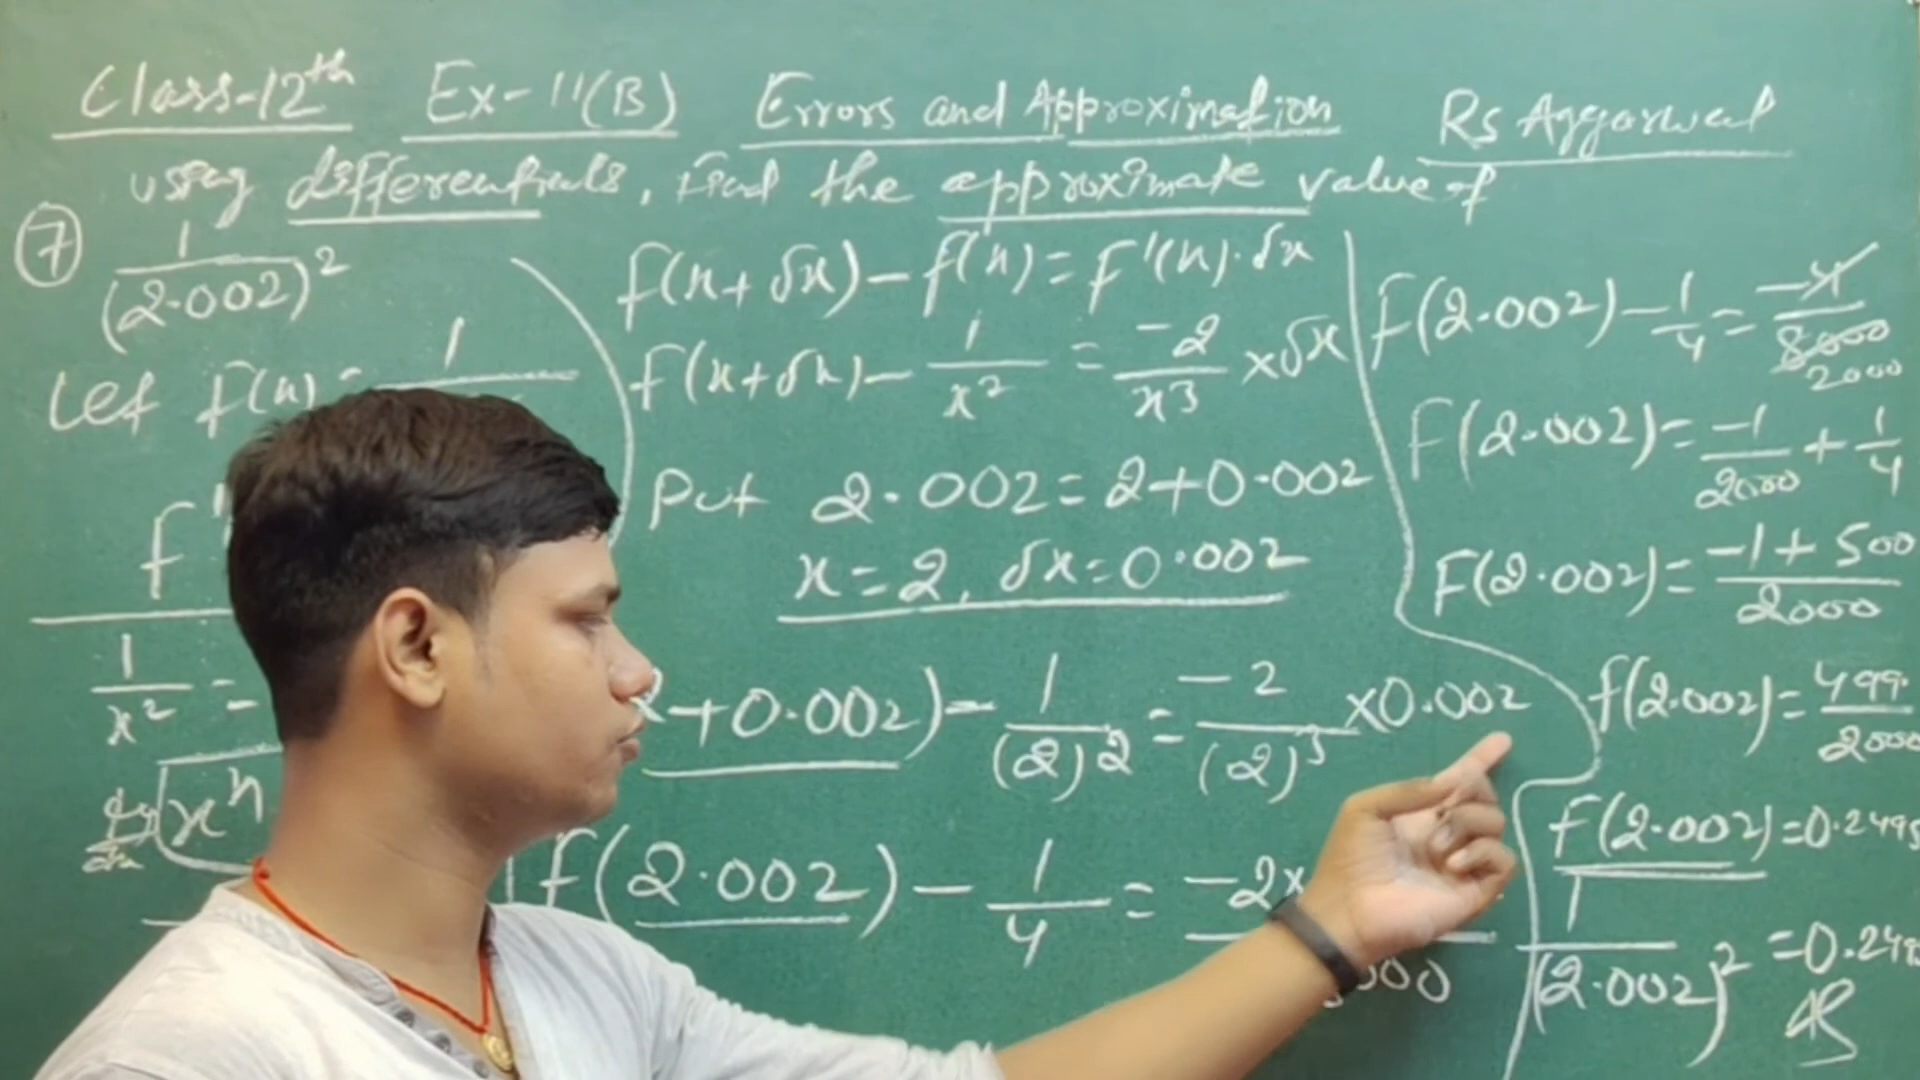 Class-12th Ex-11(B) Errors and Approximation Rs Aggarwal
using differentials, Find the approximate value of
7 1/(2.002)²
Let f(x) = 1
f'
1/x² =
d/dx xⁿ
f(x+δx)-f(x)=f'(x).δx
f(x+δx)-1/x² = -2/x³ ×δx
Put 2.002=2+0.002
x=2, δx=0.002
2+0.002)-1/(2)² = -2/(2)³ ×0.002
f(2.002)-1/4 = -2×
000
F(2.002)-1/4 = -4/8000
2000
F(2.002)=-1/2000+1/4
F(2.002)=-1+500/2000
f(2.002)=499/2000
f(2.002)=0.2495
1/(2.002)²=0.249